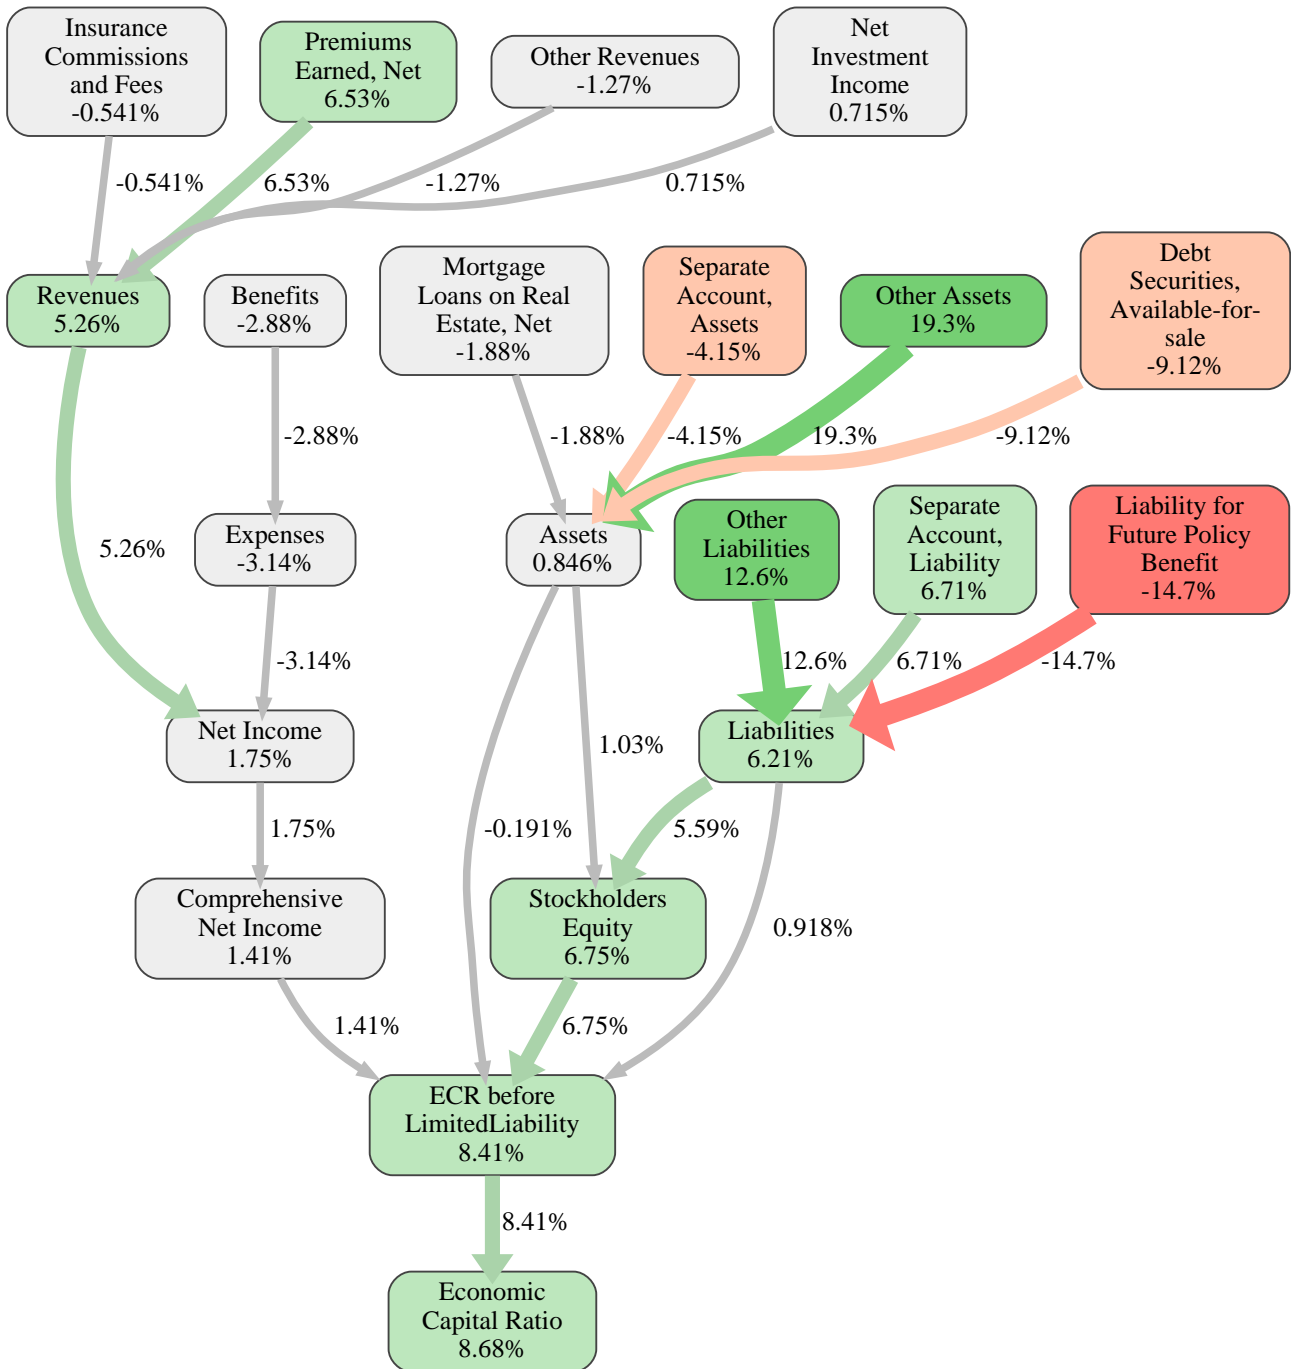 Insurance
Commissions
and Fees
-0.541%
Premiums
Earned, Net
6.53%
Other Revenues
-1.27%
Net
Investment
Income
0.715%
-0.541%
6.53%
-1.27%
0.715%
Revenues
5.26%
Benefits
-2.88%
Mortgage
Loans on Real
Estate, Net
-1.88%
Separate
Account,
Assets
-4.15%
Other Assets
19.3%
Debt
Securities,
Available-for-
sale
-9.12%
-2.88%
-1.88%
-4.15%
19.3%
-9.12%
5.26%
Expenses
-3.14%
Assets
0.846%
Other
Liabilities
12.6%
Separate
Account,
Liability
6.71%
Liability for
Future Policy
Benefit
-14.7%
-3.14%
12.6%
6.71%
-14.7%
Net Income
1.75%
1.03%
Liabilities
6.21%
1.75%
-0.191%
5.59%
Comprehensive
Net Income
1.41%
Stockholders
Equity
6.75%
0.918%
1.41%
6.75%
ECR before
LimitedLiability
8.41%
8.41%
Economic
Capital Ratio
8.68%